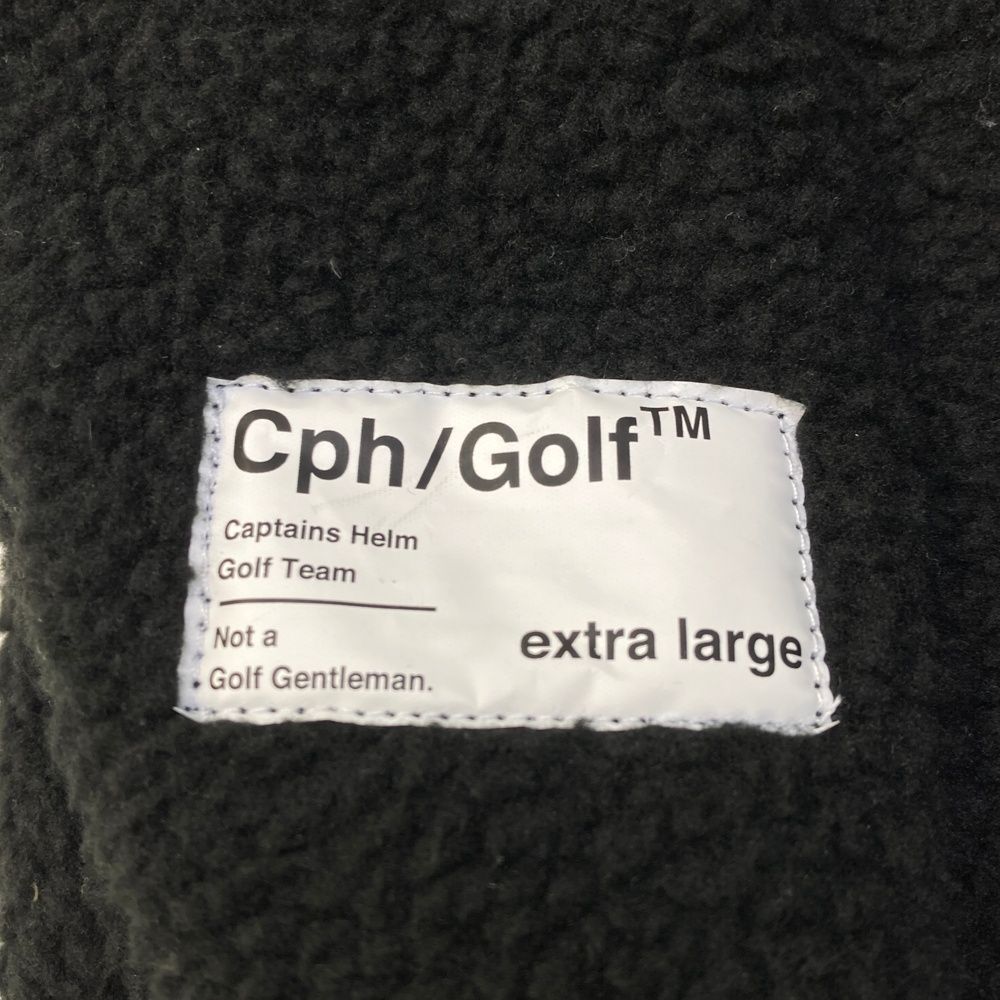 Cph/Golf™
Captains Helm
Golf Team
Not a
Golf Gentleman.
extra large